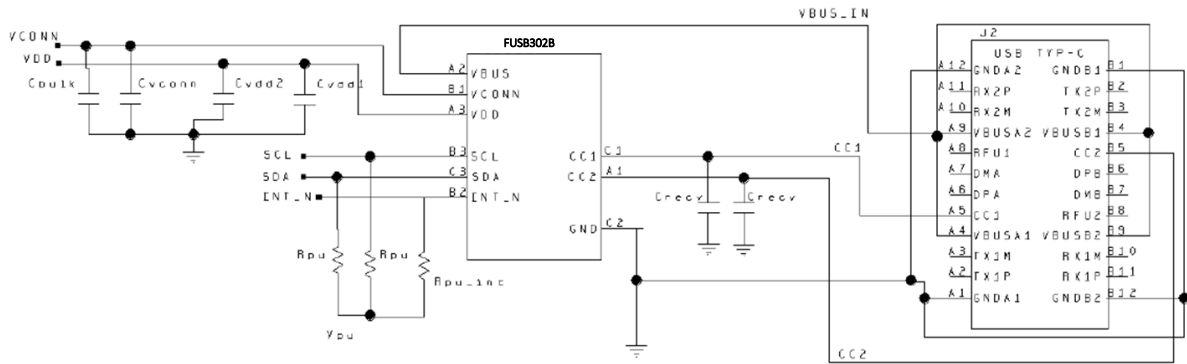 VBUS_IN
FUSB302B
VCONN
VDD
Cbulk Cvconn Cvdd2 Cvdd1
A2 VBUS
B1 VCONN
A3 VDD
SCL B3 SCL
SDA C3 SDA
INT_N B2 INT_N
CC1 C1
CC2 A1
GND C2
CC1
Crecv Crecv
Rpu Rpu Rpu_int
Vpu
CC2
J2
USB TYP-C
A12 GNDA2 GNDB1 B1
A11 RX2P TX2P B2
A10 RX2M TX2M B3
A9 VBUSA2 VBUSB1 B4
A8 RFU1 CC2 B5
A7 DMA DPB B6
A6 DPA DMB B7
A5 CC1 RFU2 B8
A4 VBUSA1 VBUSB2 B9
A3 TX1M RX1M B10
A2 TX1P RX1P B11
A1 GNDA1 GNDB2 B12